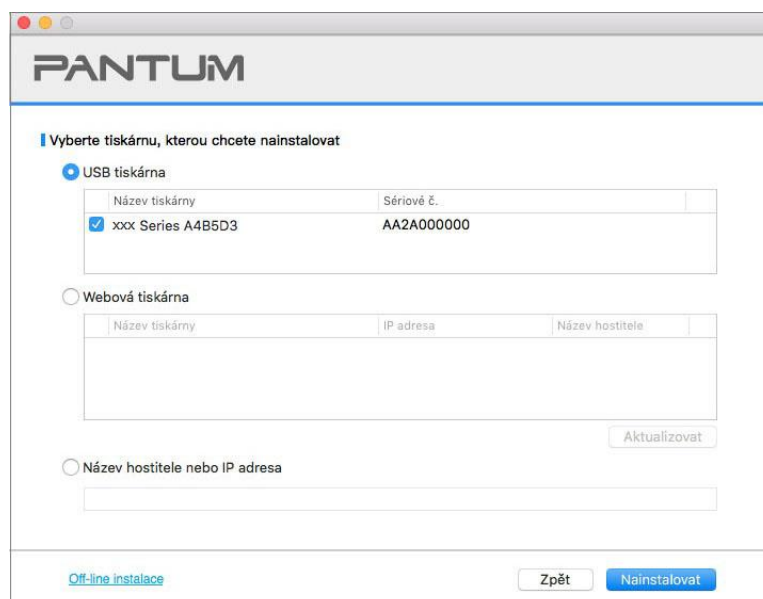 PANTUM
Vyberte tiskárnu, kterou chcete nainstalovat
USB tiskárna
Název tiskárny Sériové č.
xxx Series A4B5D3 AA2A000000
Webová tiskárna
Název tiskárny IP adresa Název hostitele
Aktualizovat
Název hostitele nebo IP adresa
Off-line instalace Zpět Nainstalovat